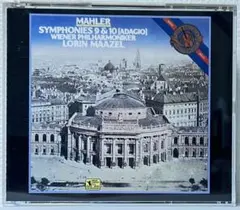 MAHLER
SYMPHONIES 9 & 10 (ADAGIO)
WIENER PHILHARMONIKER
LORIN MAAZEL